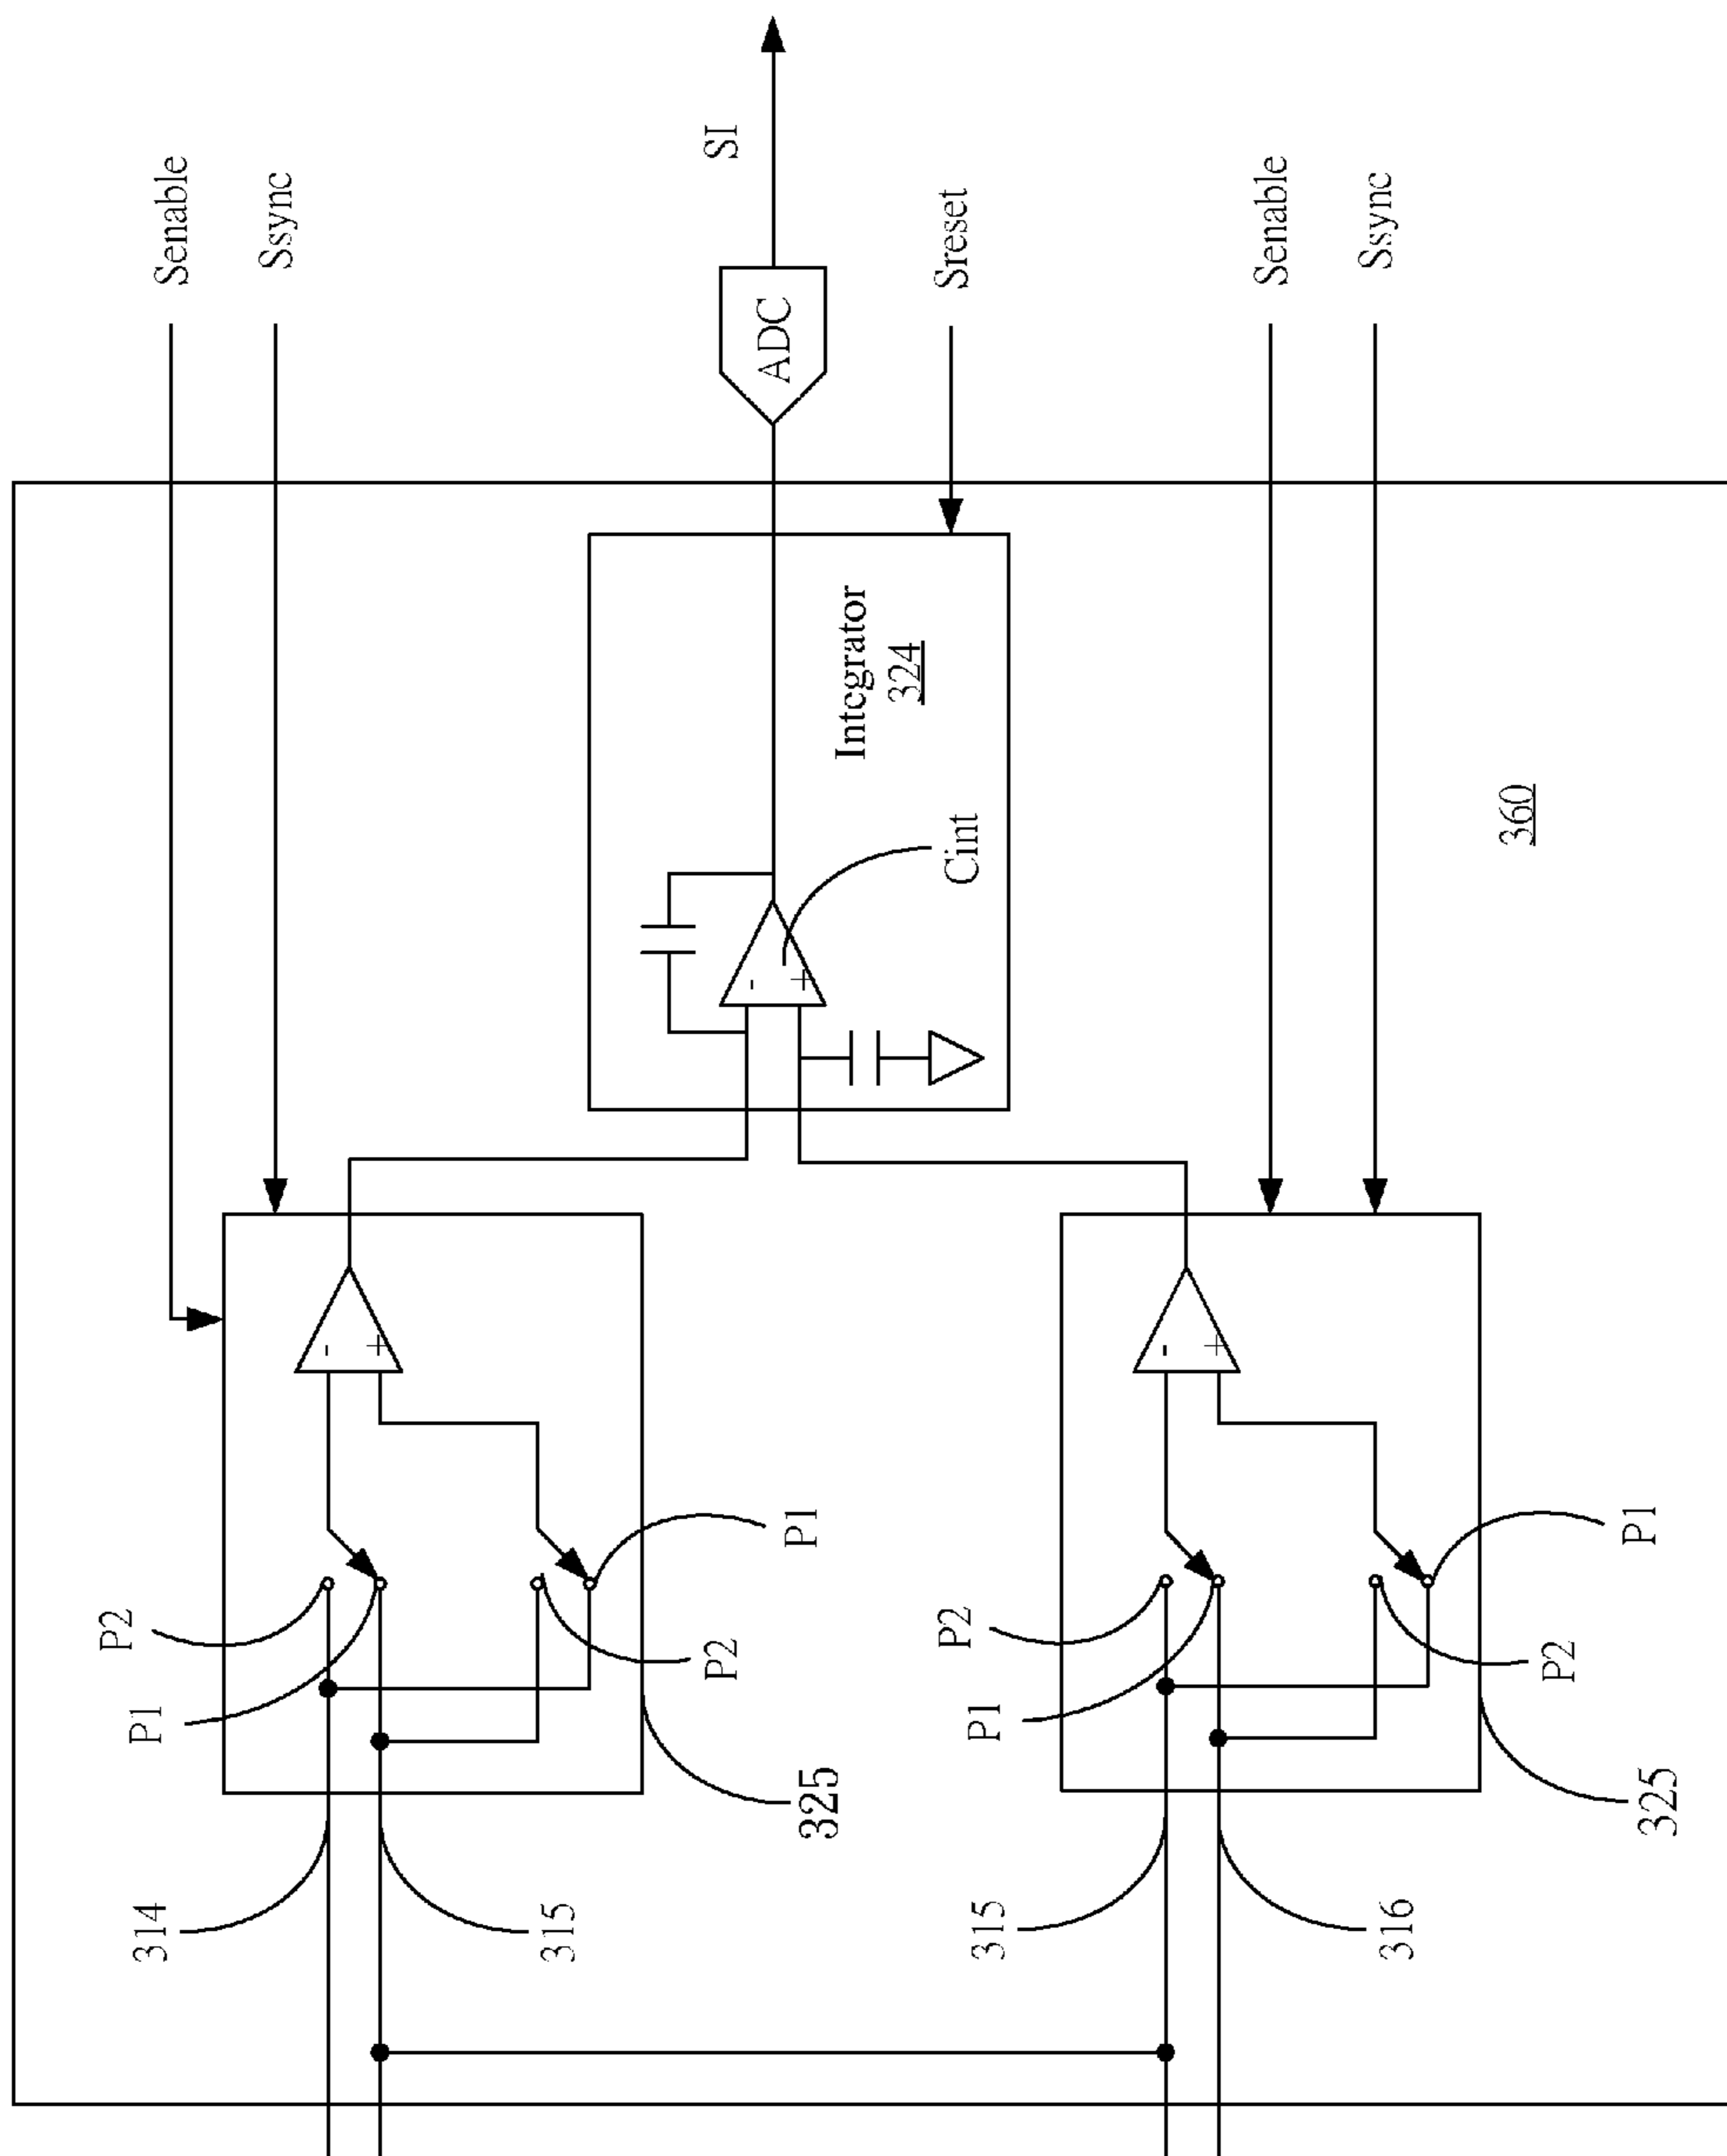 P2
P1
314
Senable
Ssync
315
P2
SI
ADC
P1
325
Integrator
324
Sreset
Cint
P2
P1
315
Senable
Ssync
316
360
P2
P1
325
- +
- +
- +